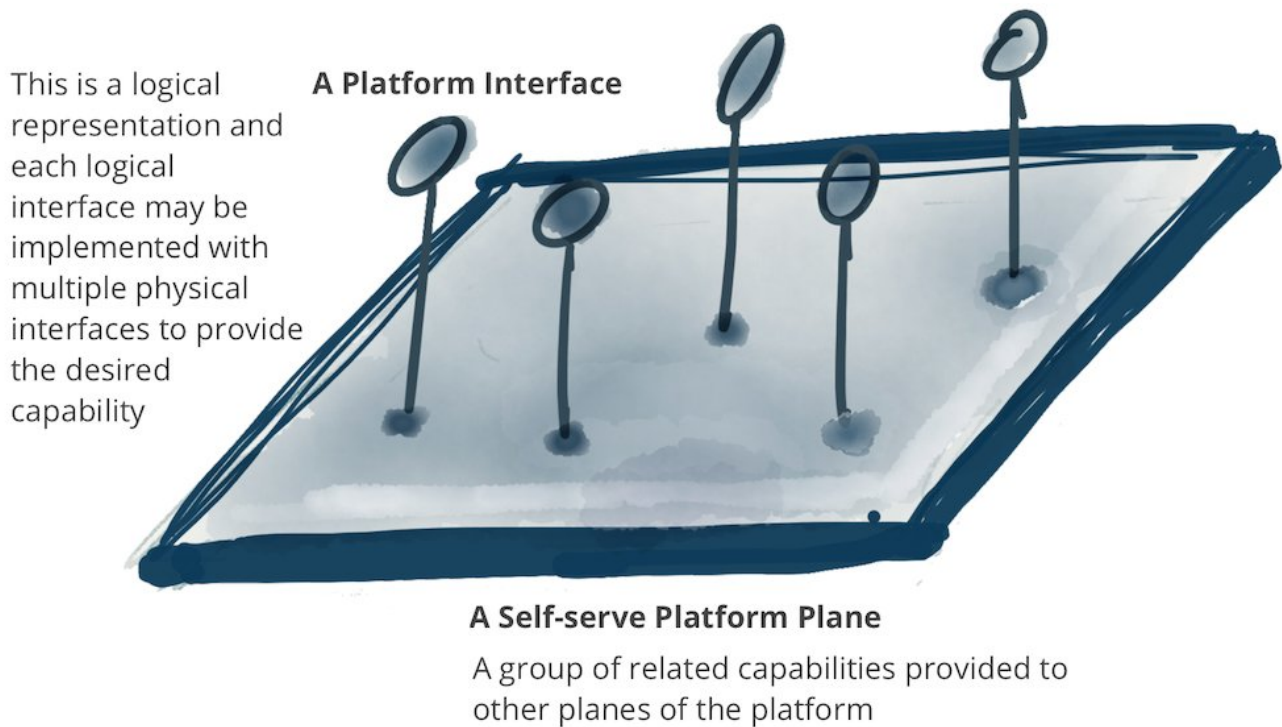 This is a logical
representation and
each logical
interface may be
implemented with
multiple physical
interfaces to provide
the desired
capability
A Platform Interface
A Self-serve Platform Plane
A group of related capabilities provided to
other planes of the platform